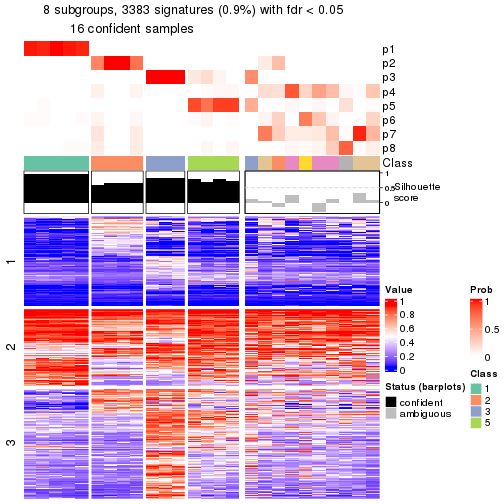 8 subgroups, 3383 signatures (0.9%) with fdr < 0.05
16 confident samples
p1
p2
p3
p4
p5
p6
p7
p8
Class
1
0.5
0
Silhouette
score
1
2
3
Value
1
0.8
0.6
0.4
0.2
0
Prob
1
0.5
0
Status (barplots)
confident
ambiguous
Class
1
2
3
5